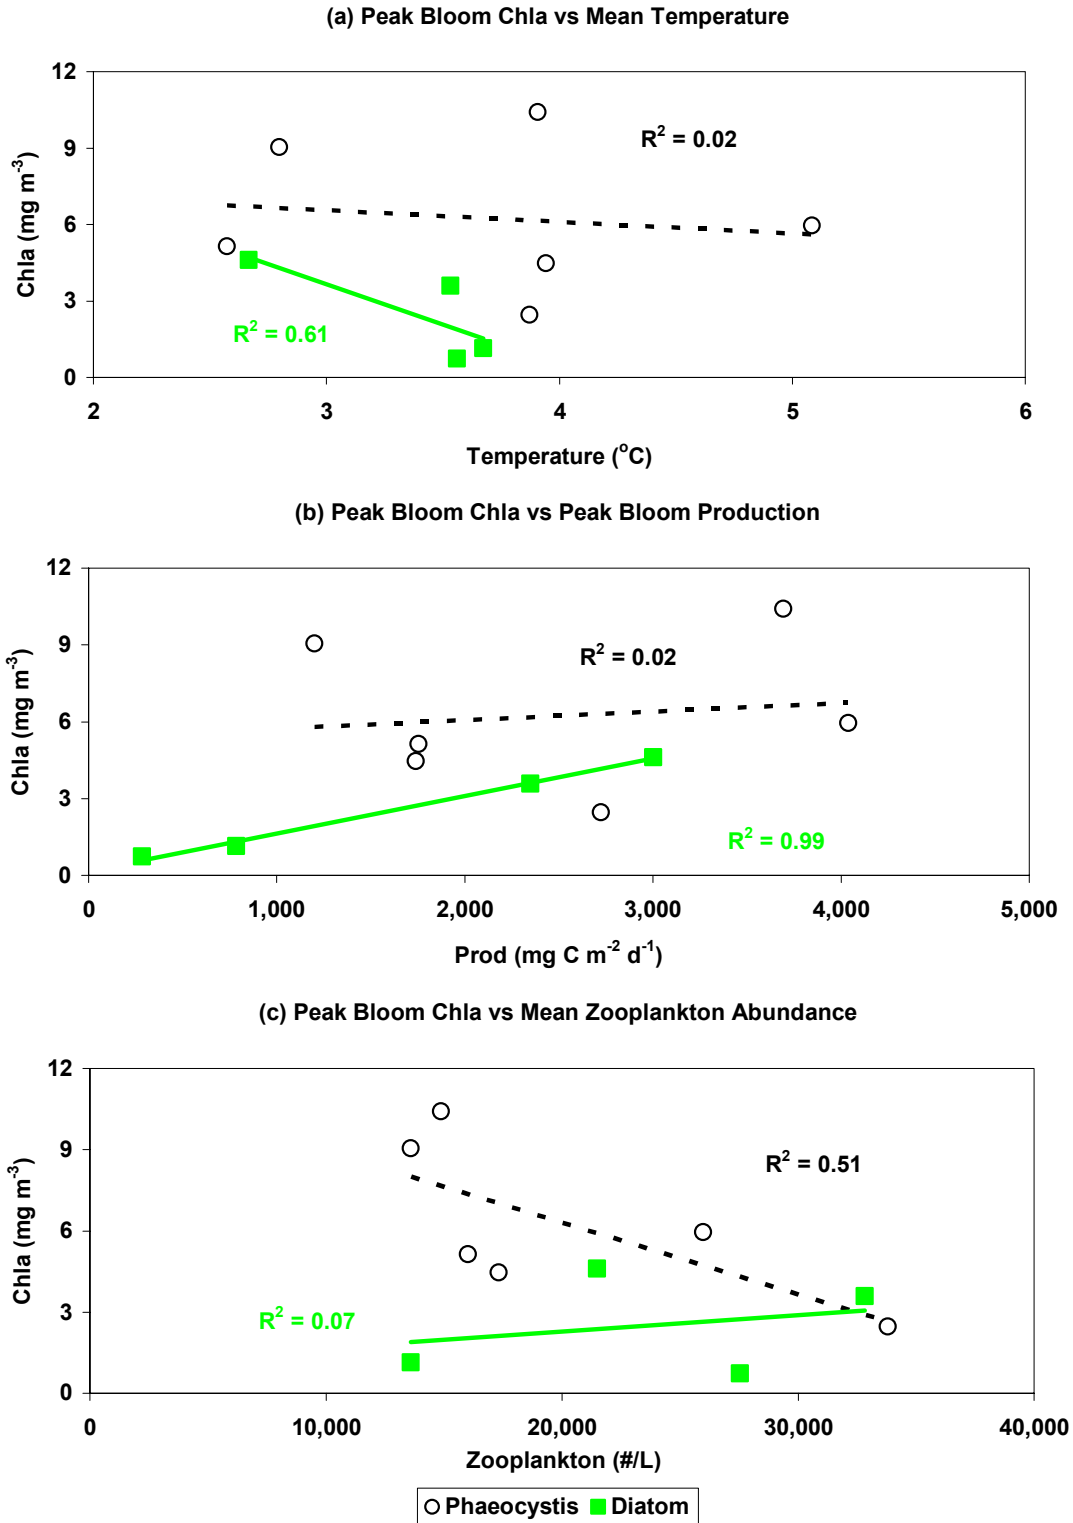 (a) Peak Bloom Chla vs Mean Temperature
12
9
6
3
0
Chla (mg m⁻³)
R² = 0.02
R² = 0.61
2 3 4 5 6
Temperature (°C)
(b) Peak Bloom Chla vs Peak Bloom Production
12
9
6
3
0
Chla (mg m⁻³)
R² = 0.02
R² = 0.99
0 1,000 2,000 3,000 4,000 5,000
Prod (mg C m⁻² d⁻¹)
(c) Peak Bloom Chla vs Mean Zooplankton Abundance
12
9
6
3
0
Chla (mg m⁻³)
R² = 0.51
R² = 0.07
0 10,000 20,000 30,000 40,000
Zooplankton (#/L)
Phaeocystis Diatom